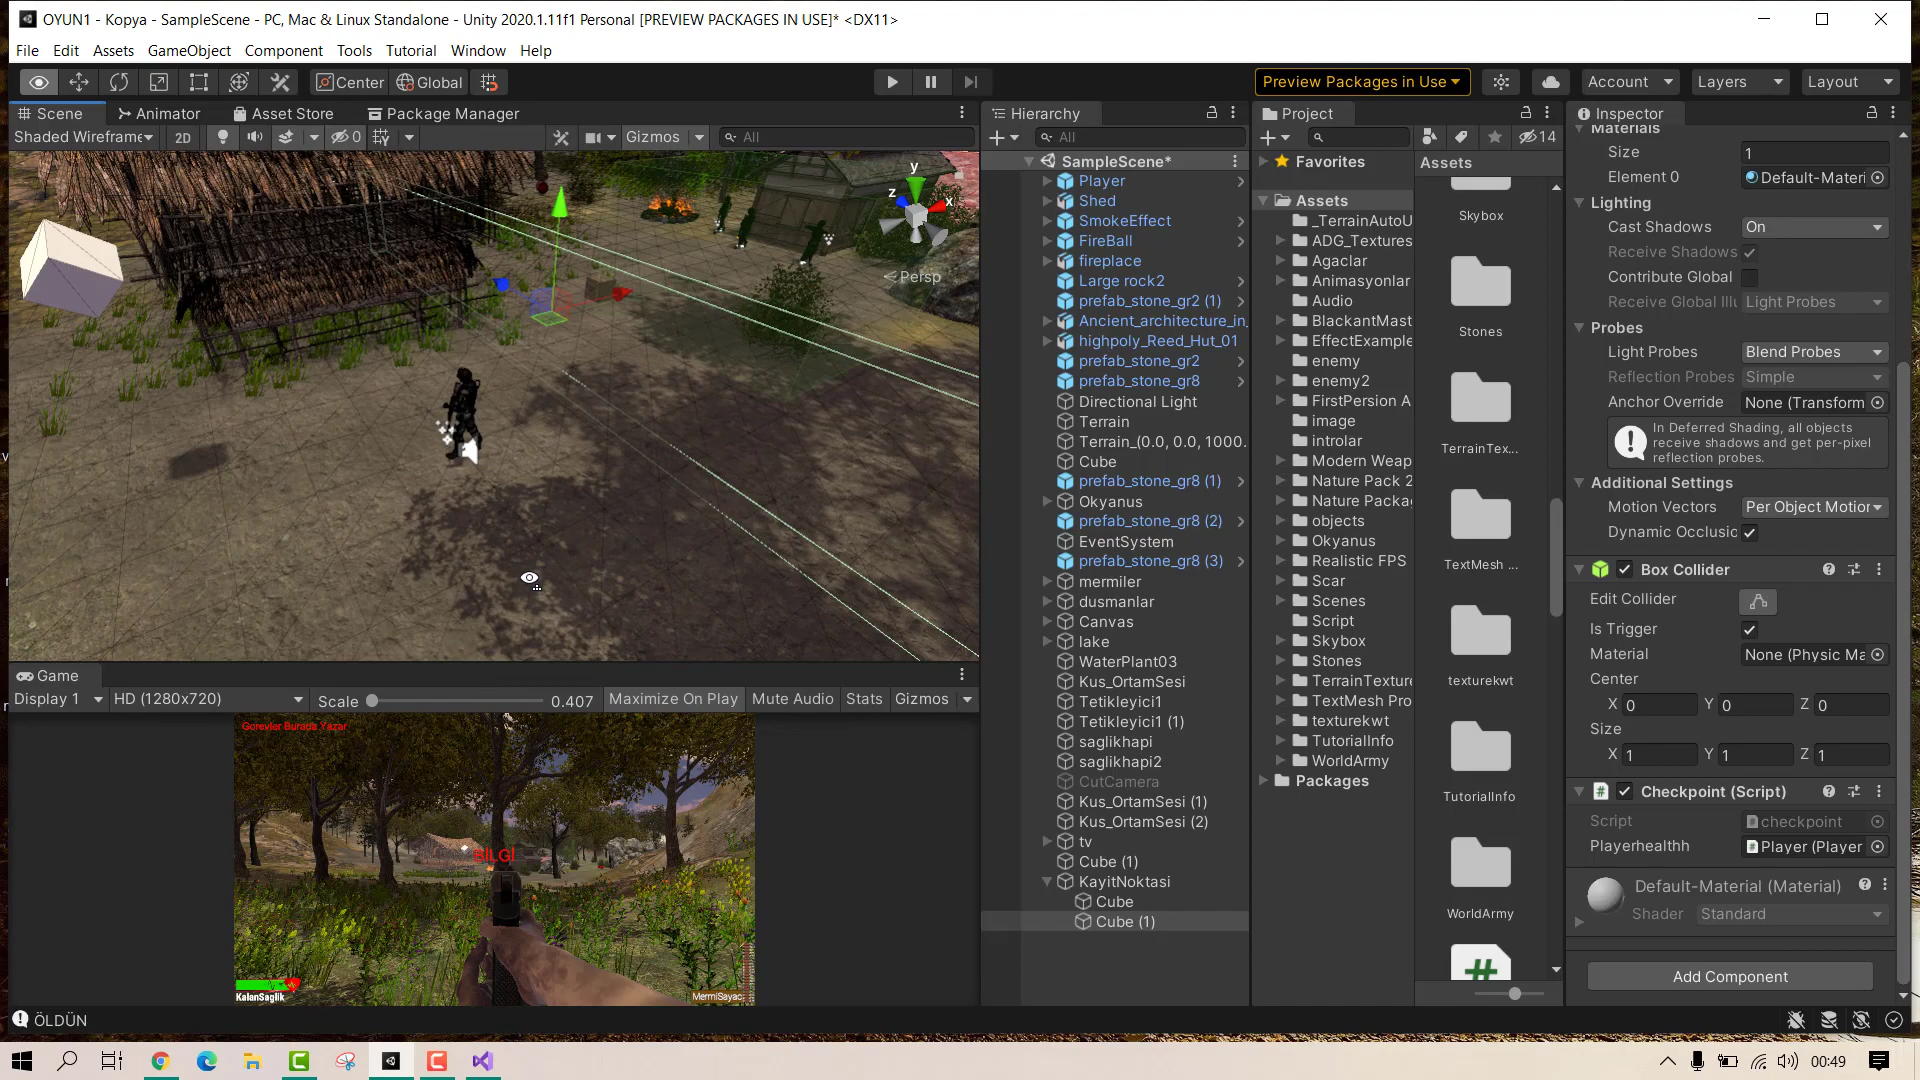 OYUN1 - Kopya - SampleScene - PC, Mac & Linux Standalone - Unity 2020.1.11f1 Personal [PREVIEW PACKAGES IN USE]* <DX11>
File Edit Assets GameObject Component Tools Tutorial Window Help
Center Global Preview Packages in Use Account Layers Layout
Scene Animator Asset Store Package Manager
Shaded Wireframe 2D 0 Gizmos All
y
z
x
Persp
Game
Display 1 HD (1280x720) Scale 0.407 Maximize On Play Mute Audio Stats Gizmos
Gorevler Burada Yazar
BİLGİ
KalanSaglik
MermiSayac
Hierarchy
All
SampleScene*
Player
Shed
SmokeEffect
FireBall
fireplace
Large rock2
prefab_stone_gr2 (1)
Ancient_architecture_in_
highpoly_Reed_Hut_01
prefab_stone_gr2
prefab_stone_gr8
Directional Light
Terrain
Terrain_(0.0, 0.0, 1000.
Cube
prefab_stone_gr8 (1)
Okyanus
prefab_stone_gr8 (2)
EventSystem
prefab_stone_gr8 (3)
mermiler
dusmanlar
Canvas
lake
WaterPlant03
Kus_OrtamSesi
Tetikleyici1
Tetikleyici1 (1)
saglikhapi
saglikhapi2
CutCamera
Kus_OrtamSesi (1)
Kus_OrtamSesi (2)
tv
Cube (1)
KayitNoktasi
Cube
Cube (1)
Project
14
Favorites
Assets
_TerrainAutoU
ADG_Textures
Agaclar
Animasyonlar
Audio
BlackantMast
EffectExample
enemy
enemy2
FirstPersion A
image
introlar
Modern Weap
Nature Pack 2
Nature Packa
objects
Okyanus
Realistic FPS
Scar
Scenes
Script
Skybox
Stones
TerrainTexture
TextMesh Pro
texturekwt
TutorialInfo
WorldArmy
Packages
Assets
Skybox
Stones
TerrainTex...
TextMesh ...
texturekwt
TutorialInfo
WorldArmy
#
Inspector
Materials
Size 1
Element 0 Default-Materi
Lighting
Cast Shadows On
Receive Shadows
Contribute Global
Receive Global Illu Light Probes
Probes
Light Probes Blend Probes
Reflection Probes Simple
Anchor Override None (Transform
In Deferred Shading, all objects
receive shadows and get per-pixel
reflection probes.
Additional Settings
Motion Vectors Per Object Motion
Dynamic Occlusic
Box Collider
Edit Collider
Is Trigger
Material None (Physic Ma
Center
X 0 Y 0 Z 0
Size
X 1 Y 1 Z 1
# Checkpoint (Script)
Script checkpoint
Playerhealthh Player (Player
Default-Material (Material)
Shader Standard
Add Component
ÖLDÜN
00:49